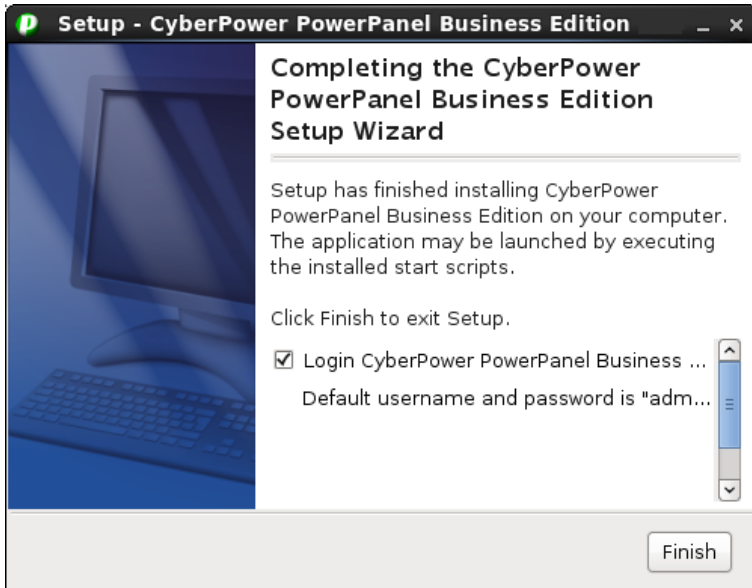 Setup - CyberPower PowerPanel Business Edition
Completing the CyberPower
PowerPanel Business Edition
Setup Wizard
Setup has finished installing CyberPower
PowerPanel Business Edition on your computer.
The application may be launched by executing
the installed start scripts.
Click Finish to exit Setup.
Login CyberPower PowerPanel Business ...
Default username and password is "adm...
Finish